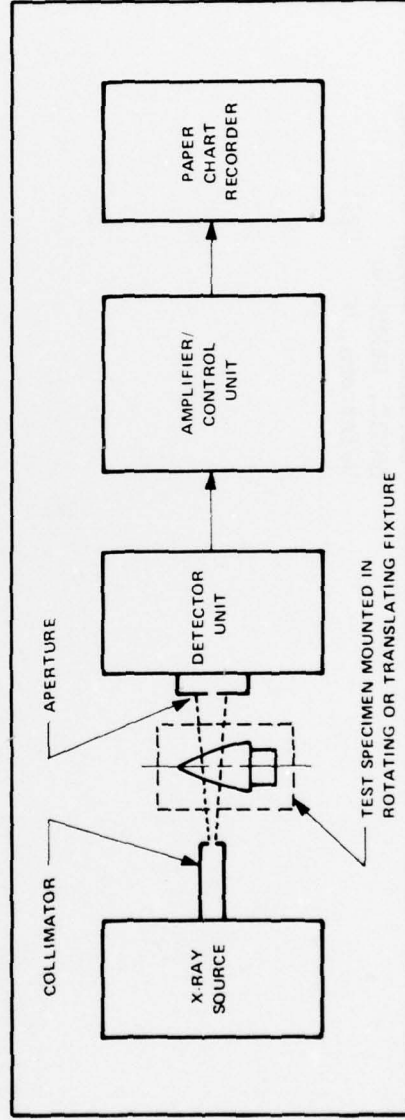 COLLIMATOR
APERTURE
X-RAY
SOURCE
DETECTOR
UNIT
AMPLIFIER/
CONTROL
UNIT
PAPER
CHART
RECORDER
TEST SPECIMEN MOUNTED IN
ROTATING OR TRANSLATING FIXTURE